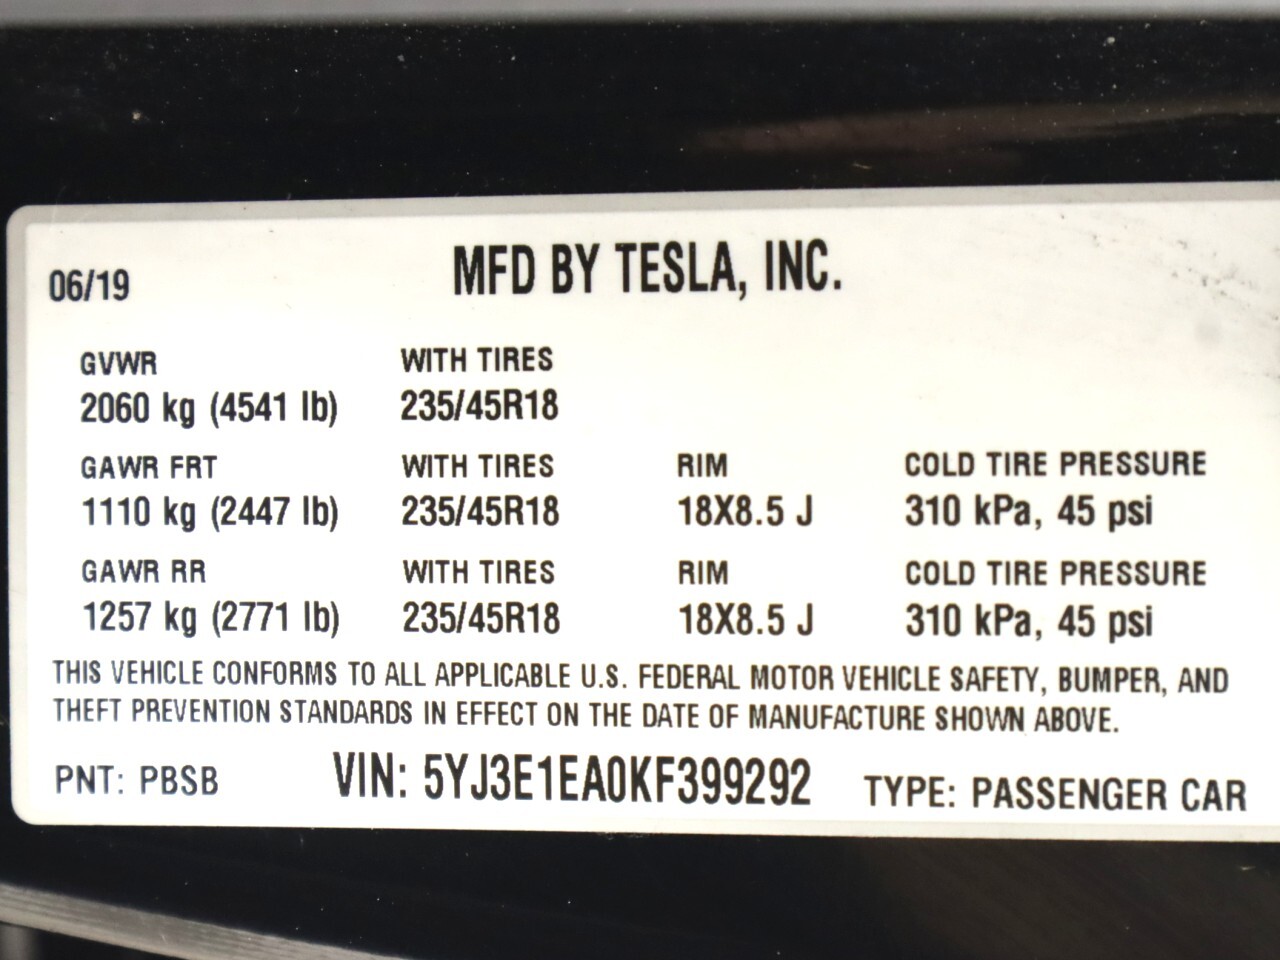 06/19 MFD BY TESLA, INC.
GVWR WITH TIRES
2060 kg (4541 lb) 235/45R18
GAWR FRT WITH TIRES RIM COLD TIRE PRESSURE
1110 kg (2447 lb) 235/45R18 18X8.5 J 310 kPa, 45 psi
GAWR RR WITH TIRES RIM COLD TIRE PRESSURE
1257 kg (2771 lb) 235/45R18 18X8.5 J 310 kPa, 45 psi
THIS VEHICLE CONFORMS TO ALL APPLICABLE U.S. FEDERAL MOTOR VEHICLE SAFETY, BUMPER, AND
THEFT PREVENTION STANDARDS IN EFFECT ON THE DATE OF MANUFACTURE SHOWN ABOVE.
PNT: PBSB VIN: 5YJ3E1EA0KF399292 TYPE: PASSENGER CAR